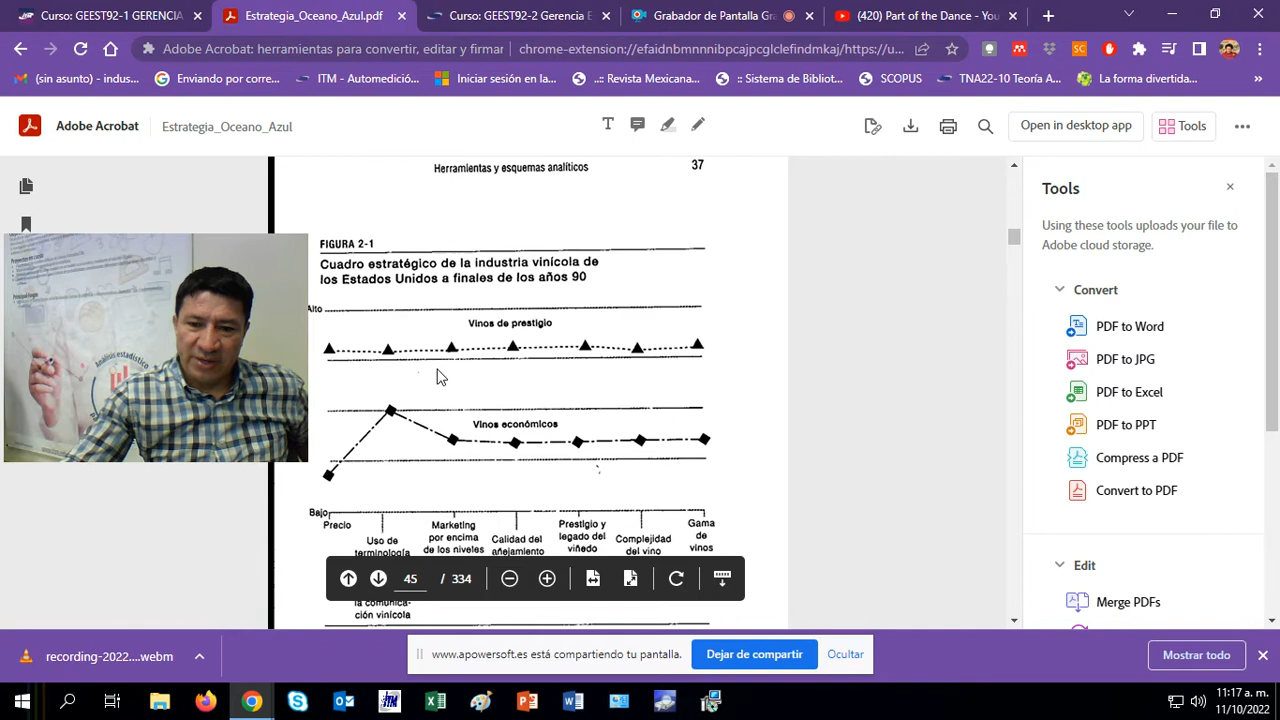 Curso: GEEST92-1 GERENCIA
Estrategia_Oceano_Azul.pdf
Curso: GEEST92-2 Gerencia E
Grabador de Pantalla Gra
(420) Part of the Dance - You
Adobe Acrobat: herramientas para convertir, editar y firmar
chrome-extension://efaidnbmnnnibpcajpcglclefindmkaj/https://u...
(sin asunto) - indus...
Enviando por corre...
ITM - Automedició...
Iniciar sesión en la...
.:: Revista Mexicana...
.:: Sistema de Bibliot...
SCOPUS
TNA22-10 Teoría A...
La forma divertida...
Adobe Acrobat
Estrategia_Oceano_Azul
Open in desktop app
Tools
Herramientas y esquemas analíticos
37
FIGURA 2-1
Cuadro estratégico de la industria vinícola de
los Estados Unidos a finales de los años 90
Alto
Vinos de prestigio
Vinos económicos
Bajo
Precio
Uso de
terminología
la comunica-
ción vinícola
Marketing
por encima
de los niveles
Calidad del
añejamiento
Prestigio y
legado del
viñedo
Complejidad
del vino
Gama
de
vinos
45 / 334
Tools
Using these tools uploads your file to
Adobe cloud storage.
Convert
PDF to Word
PDF to JPG
PDF to Excel
PDF to PPT
Compress a PDF
Convert to PDF
Edit
Merge PDFs
recording-2022....webm
www.apowersoft.es está compartiendo tu pantalla.
Dejar de compartir
Ocultar
Mostrar todo
11:17 a. m.
11/10/2022